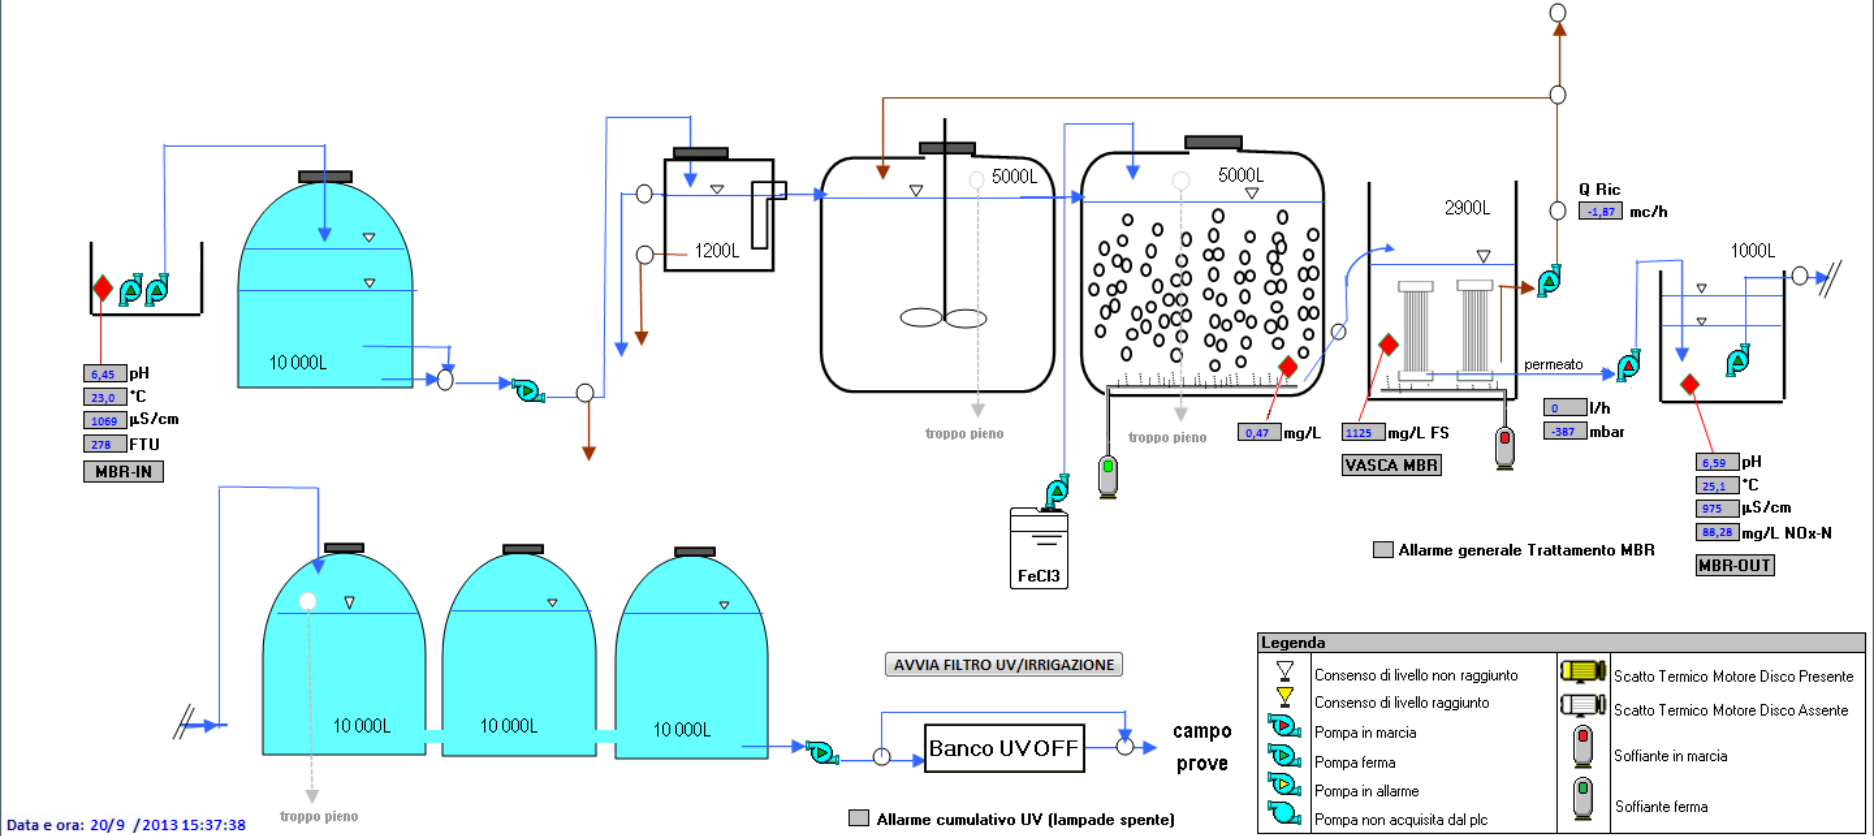 5000L
5000L
Q Ric
-1,87 mc/h
2900L
1000L
1200L
10 000L
permeato
6,45 pH
23,0 °C
1069 µS/cm
278 FTU
MBR-IN
troppo pieno
troppo pieno
0,47 mg/L
1125 mg/L FS
VASCA MBR
0 l/h
-387 mbar
6,59 pH
25,1 °C
975 µS/cm
88,28 mg/L NOx-N
MBR-OUT
FeCl3
Allarme generale Trattamento MBR
10 000L
10 000L
10 000L
troppo pieno
AVVIA FILTRO UV/IRRIGAZIONE
Banco UV OFF
campo
prove
Allarme cumulativo UV (lampade spente)
Legenda
Consenso di livello non raggiunto
Consenso di livello raggiunto
Pompa in marcia
Pompa ferma
Pompa in allarme
Pompa non acquisita dal plc
Scatto Termico Motore Disco Presente
Scatto Termico Motore Disco Assente
Soffiante in marcia
Soffiante ferma
Data e ora: 20/9 /2013 15:37:38